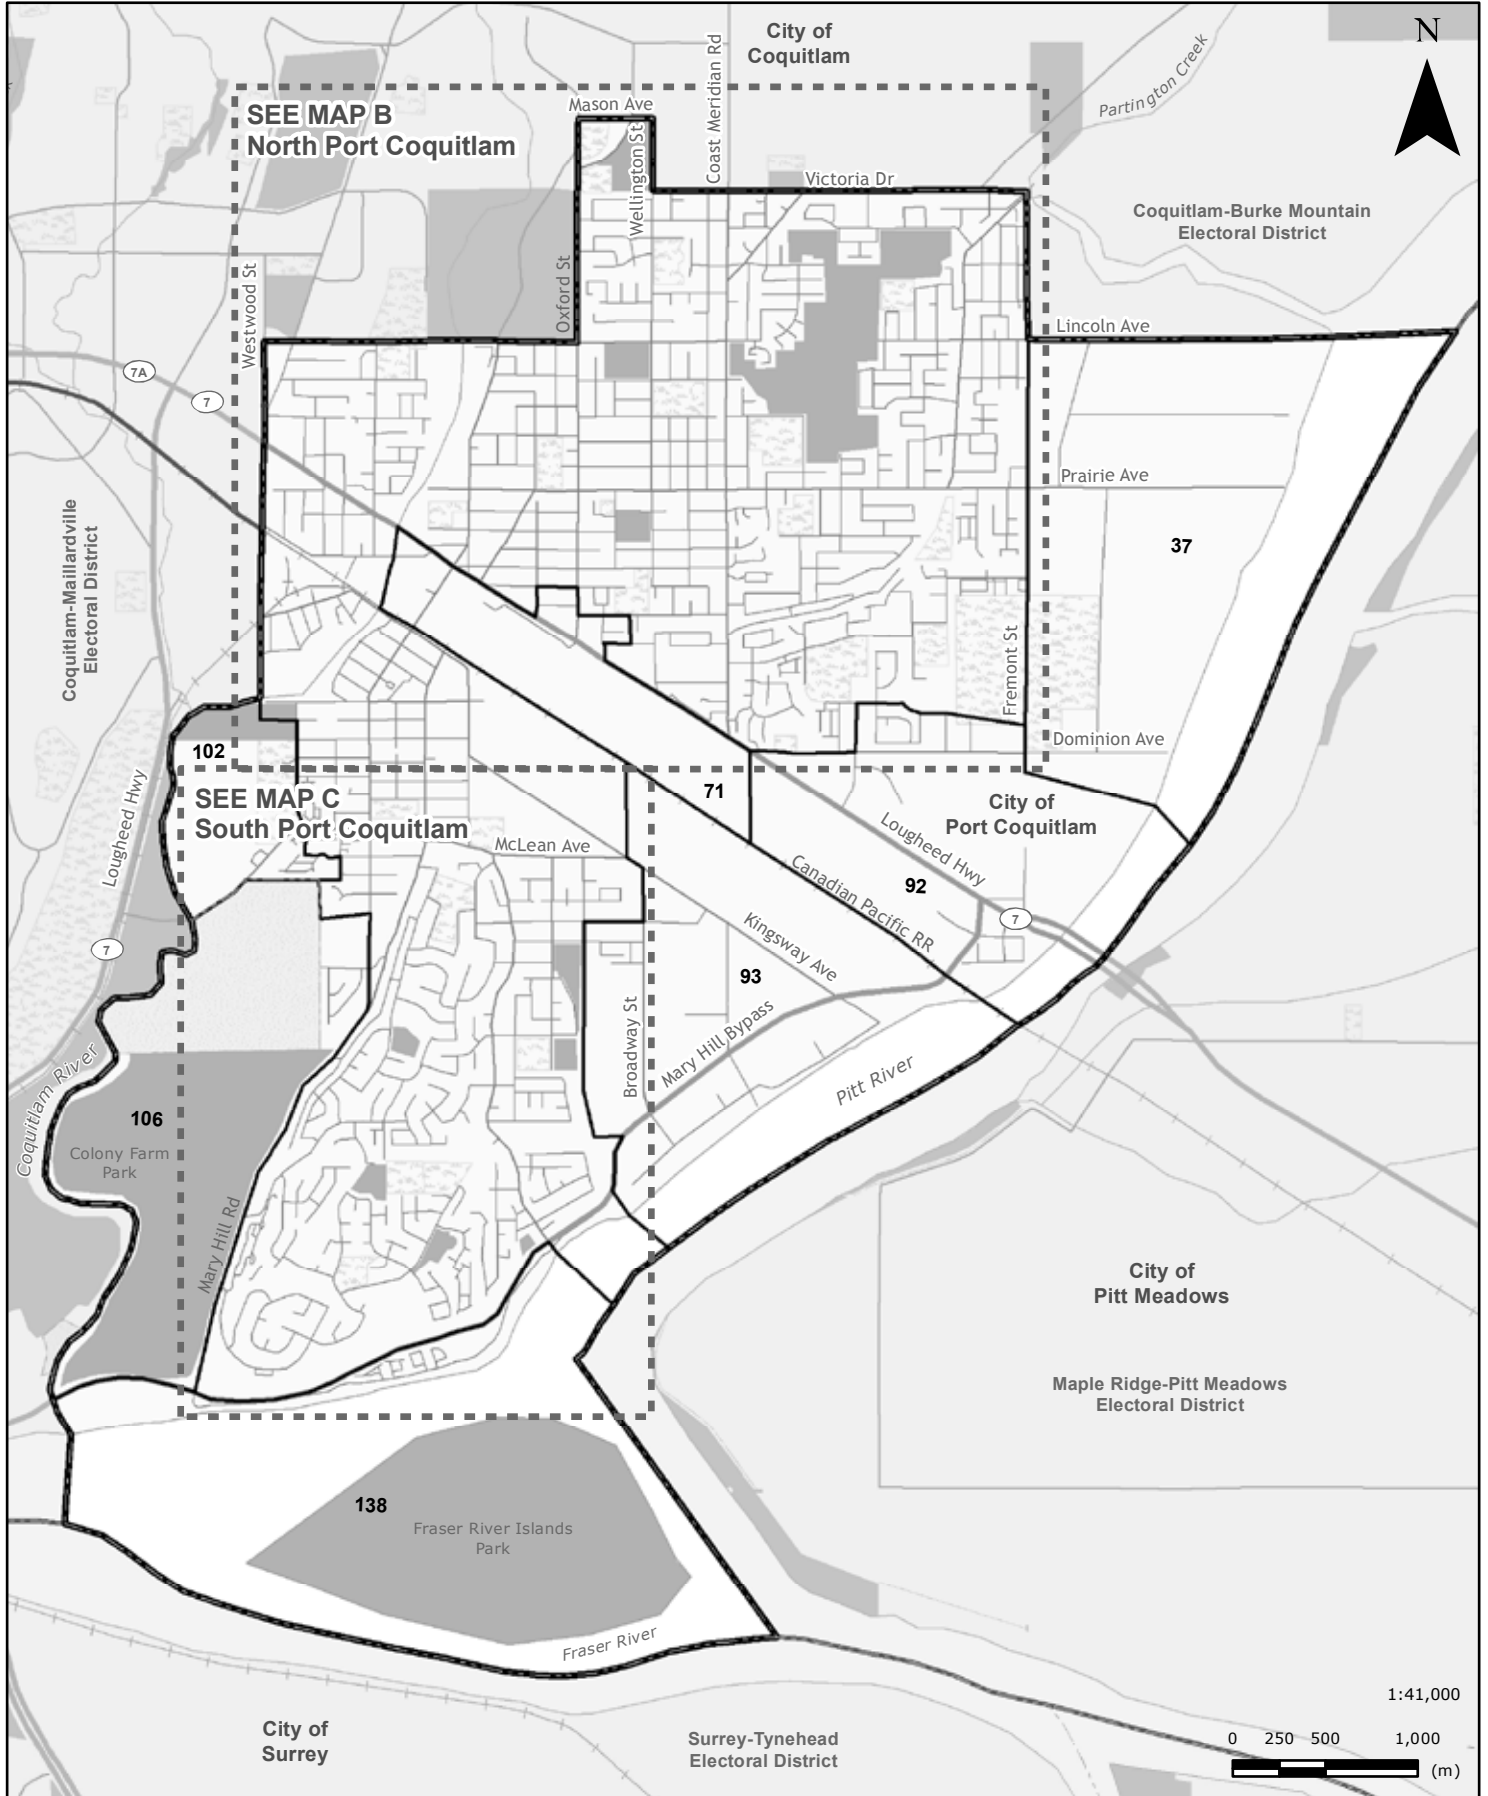 City of
Coquitlam
N
Mason Ave
Coast Meridian Rd
Partington Creek
SEE MAP B
North Port Coquitlam
Wellington St
Victoria Dr
Coquitlam-Burke Mountain
Electoral District
Westwood St
Oxford St
Lincoln Ave
7A
7
Prairie Ave
Coquitlam-Maillardville
Electoral District
37
Fremont St
Dominion Ave
102
SEE MAP C
South Port Coquitlam
71
City of
Port Coquitlam
Lougheed Hwy
McLean Ave
Lougheed Hwy
Canadian Pacific RR
92
7
7
Kingsway Ave
93
Broadway St
Mary Hill Bypass
Pitt River
Coquitlam River
106
Colony Farm
Park
Mary Hill Rd
City of
Pitt Meadows
Maple Ridge-Pitt Meadows
Electoral District
138
Fraser River Islands
Park
Fraser River
City of
Surrey
Surrey-Tynehead
Electoral District
1:41,000
0 250 500 1,000
(m)